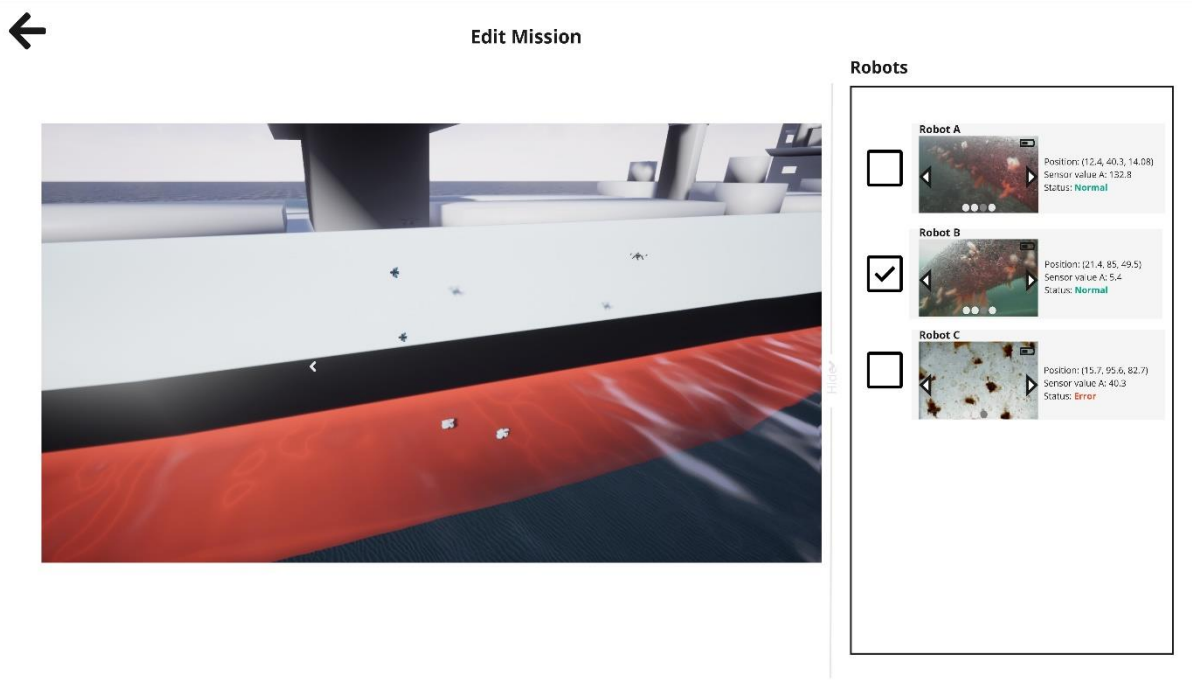 Edit Mission
Robots
Robot A
Position: (12.4, 40.3, 14.08)
Sensor value A: 132.8
Status: Normal
Robot B
Position: (21.4, 85, 49.5)
Sensor value A: 5.4
Status: Normal
Robot C
Position: (15.7, 95.6, 82.7)
Sensor value A: 40.3
Status: Error
Hide